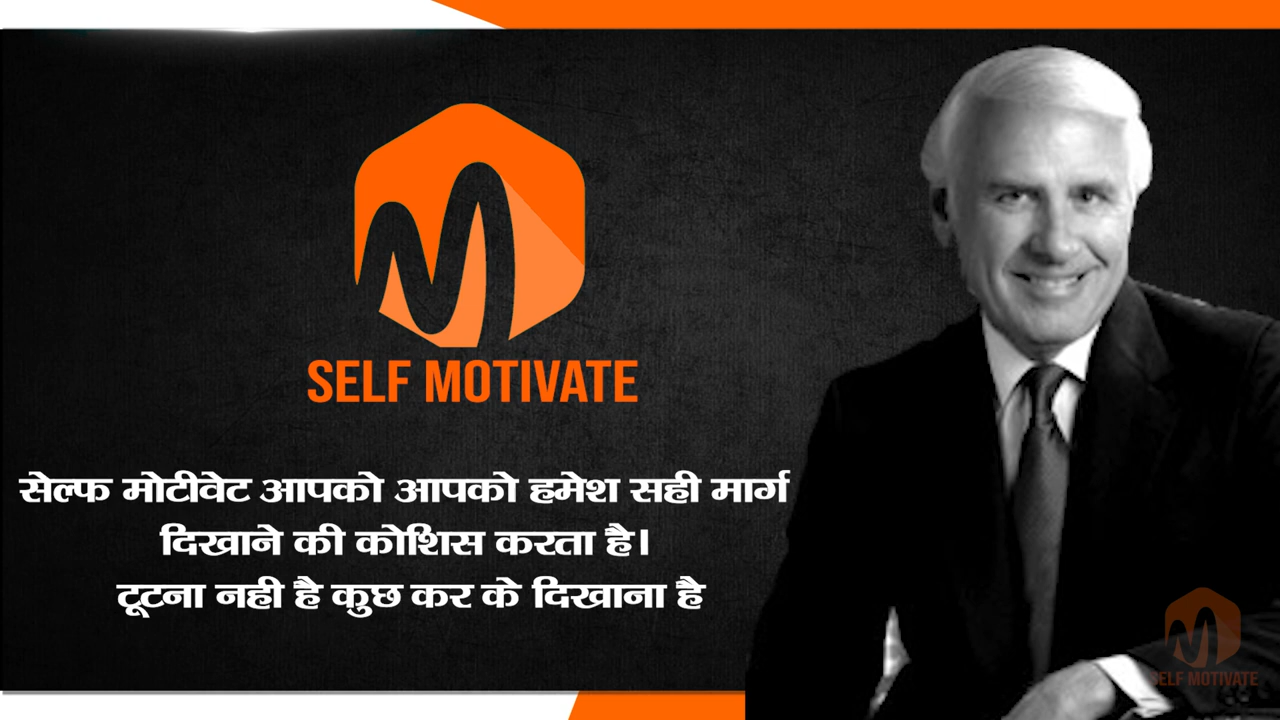 SELF MOTIVATE
सेल्फ मोटीवेट आपको आपको हमेश सही मार्ग
दिखाने की कोशिस करता है।
टूटना नही है कुछ कर के दिखाना है
SELF MOTIVATE